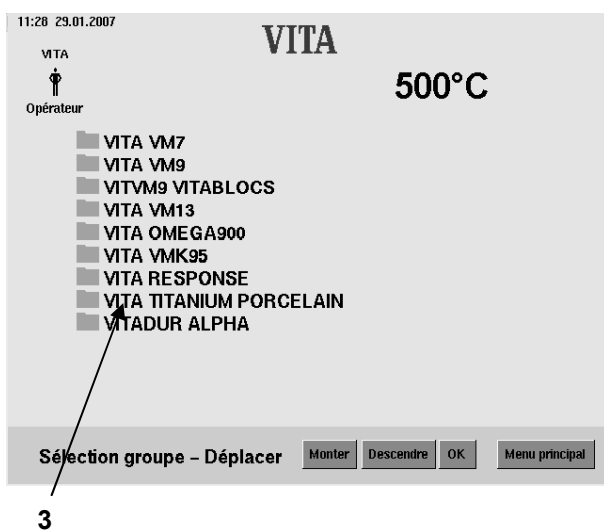 11:28 29.01.2007
VITA
VITA
500°C
Opérateur
VITA VM7
VITA VM9
VITVM9 VITABLOCS
VITA VM13
VITA OMEGA900
VITA VMK95
VITA RESPONSE
VITA TITANIUM PORCELAIN
VITADUR ALPHA
Sélection groupe – Déplacer Monter Descendre OK Menu principal
3